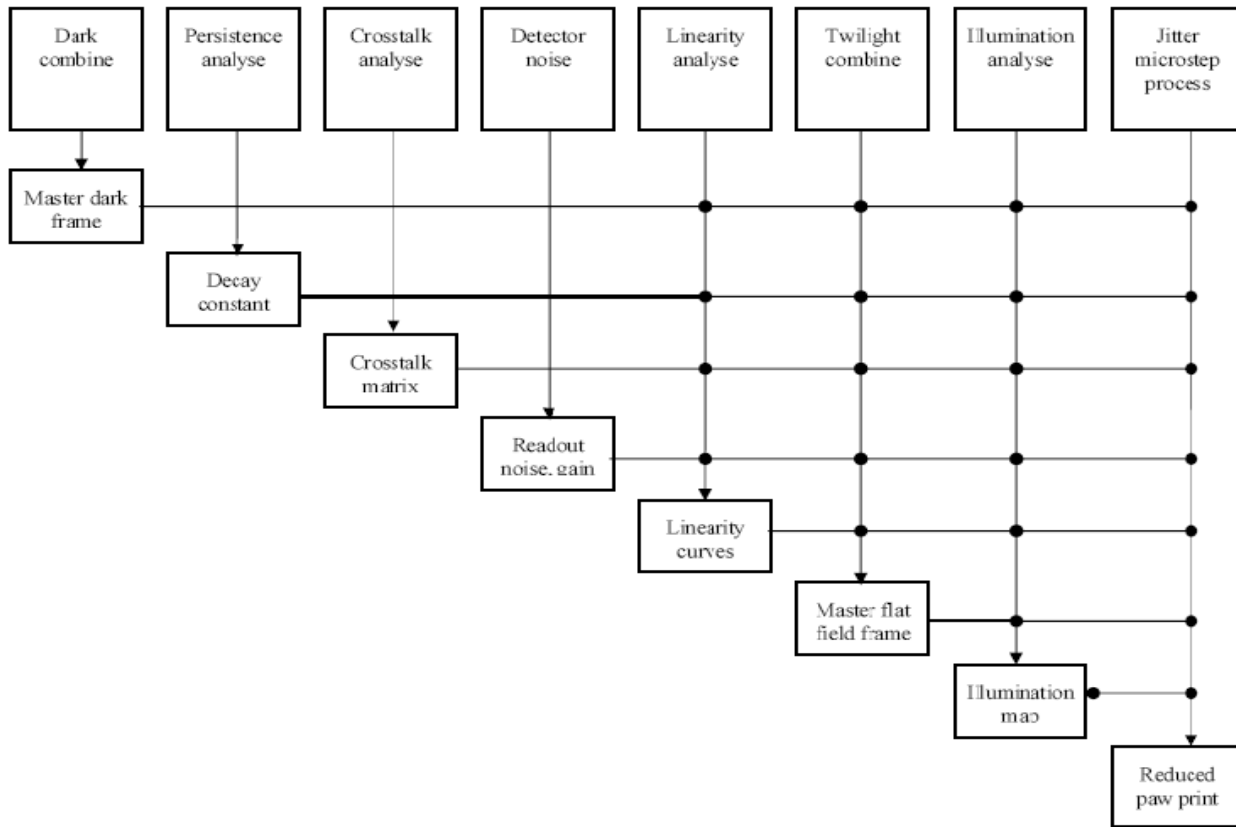 Dark
combine
Persistence
analyse
Crosstalk
analyse
Detector
noise
Linearity
analyse
Twilight
combine
Illumination
analyse
Jitter
microstep
process
Master dark
frame
Decay
constant
Crosstalk
matrix
Readout
noise, gain
Linearity
curves
Master flat
field frame
Illumination
map
Reduced
paw print